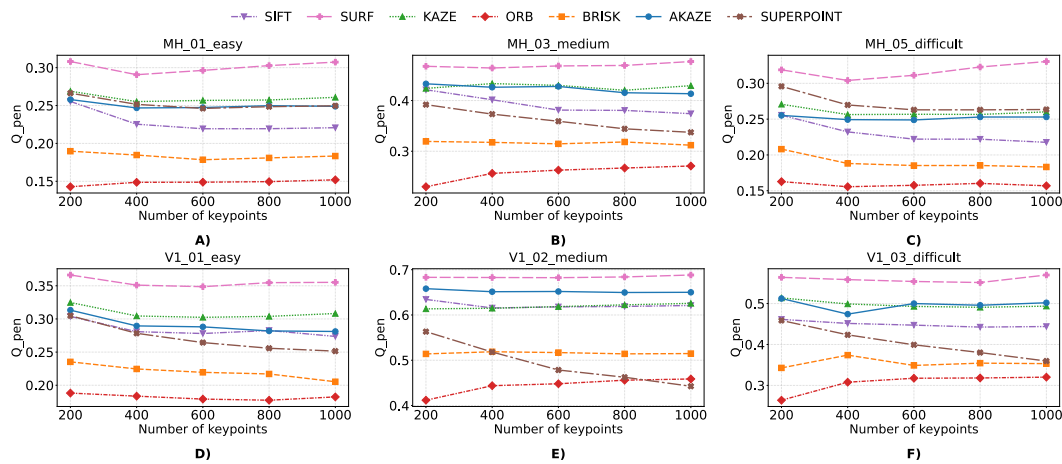 SIFT SURF KAZE ORB BRISK AKAZE SUPERPOINT
MH_01_easy
Q_pen
0.30
0.25
0.20
0.15
200 400 600 800 1000
Number of keypoints
A)
MH_03_medium
Q_pen
0.4
0.3
200 400 600 800 1000
Number of keypoints
B)
MH_05_difficult
Q_pen
0.30
0.25
0.20
0.15
200 400 600 800 1000
Number of keypoints
C)
V1_01_easy
Q_pen
0.35
0.30
0.25
0.20
200 400 600 800 1000
Number of keypoints
D)
V1_02_medium
Q_pen
0.7
0.6
0.5
0.4
200 400 600 800 1000
Number of keypoints
E)
V1_03_difficult
Q_pen
0.5
0.4
0.3
200 400 600 800 1000
Number of keypoints
F)